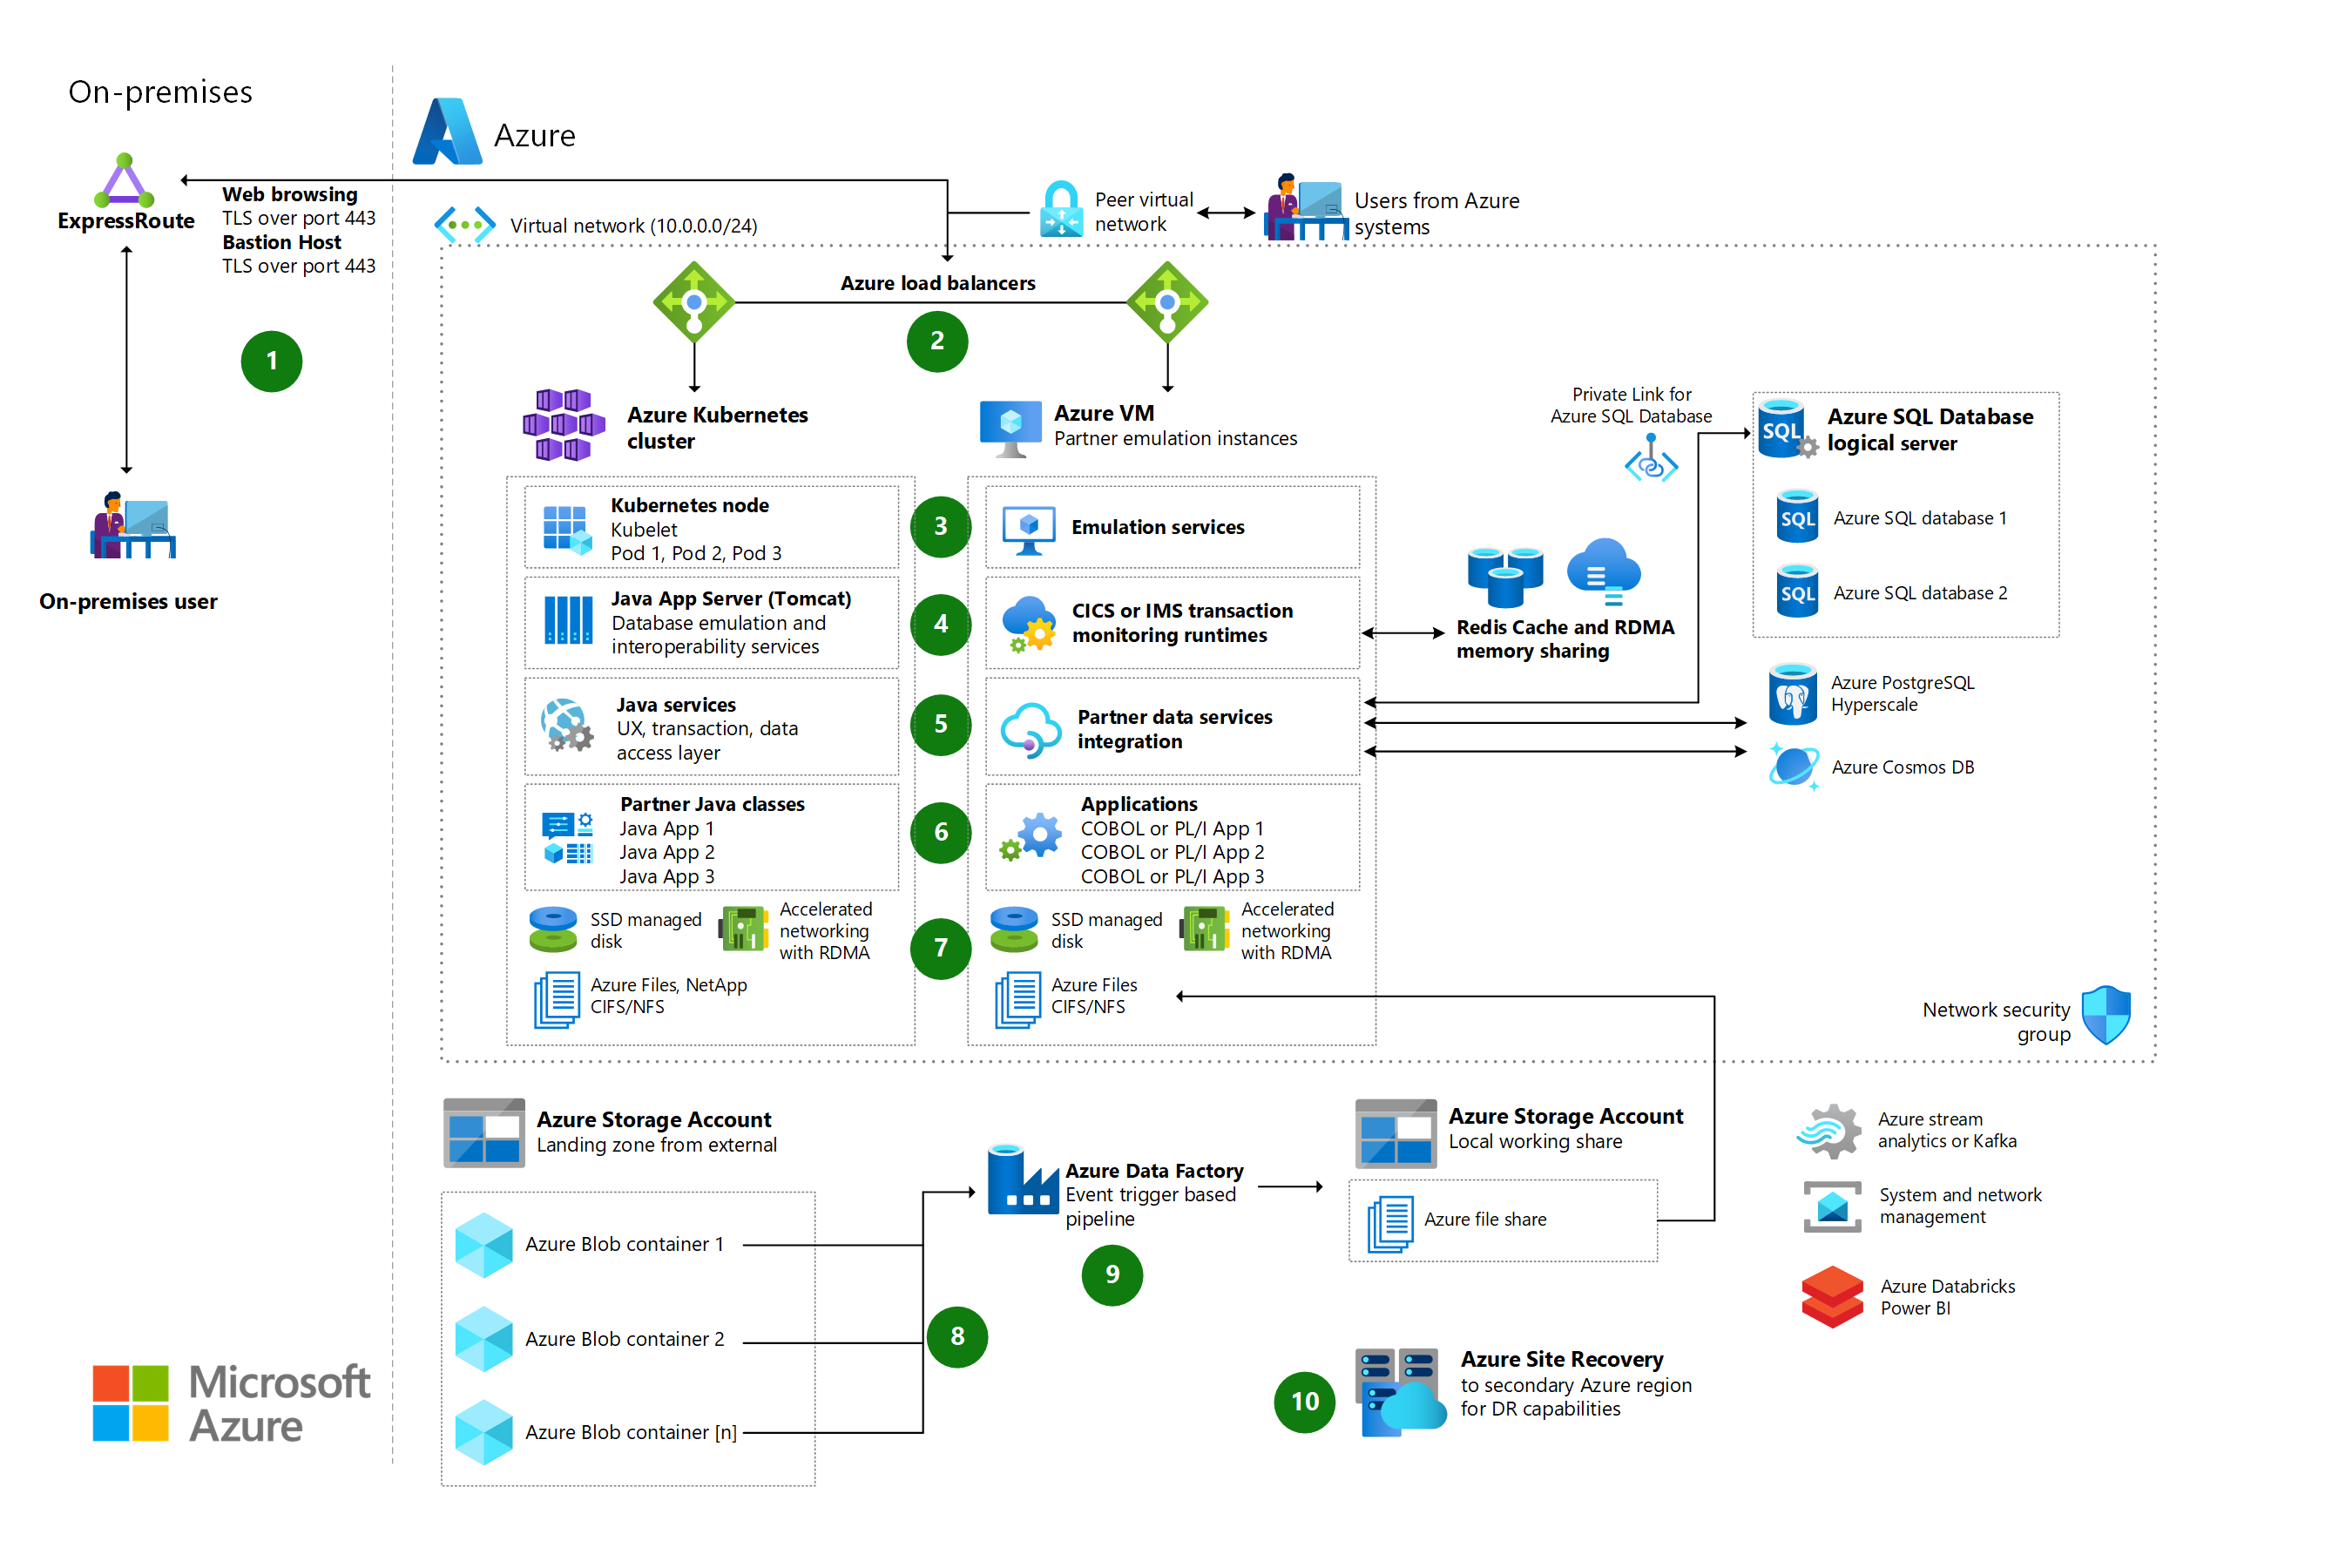 On-premises
Azure
ExpressRoute
Web browsing
TLS over port 443
Bastion Host
TLS over port 443
1
On-premises user
Virtual network (10.0.0.0/24)
Peer virtual
network
Users from Azure
systems
Azure load balancers
2
Azure Kubernetes
cluster
Azure VM
Partner emulation instances
Kubernetes node
Kubelet
Pod 1, Pod 2, Pod 3
3
Emulation services
Java App Server (Tomcat)
Database emulation and
interoperability services
4
CICS or IMS transaction
monitoring runtimes
Java services
UX, transaction, data
access layer
5
Partner data services
integration
Partner Java classes
Java App 1
Java App 2
Java App 3
6
Applications
COBOL or PL/I App 1
COBOL or PL/I App 2
COBOL or PL/I App 3
SSD managed
disk
Accelerated
networking
with RDMA
7
SSD managed
disk
Accelerated
networking
with RDMA
Azure Files, NetApp
CIFS/NFS
Azure Files
CIFS/NFS
Redis Cache and RDMA
memory sharing
Private Link for
Azure SQL Database
SQL
Azure SQL Database
logical server
SQL
Azure SQL database 1
SQL
Azure SQL database 2
Azure PostgreSQL
Hyperscale
Azure Cosmos DB
Network security
group
Azure Storage Account
Landing zone from external
Azure Blob container 1
Azure Blob container 2
Azure Blob container [n]
8
Azure Data Factory
Event trigger based
pipeline
9
Azure Storage Account
Local working share
Azure file share
10
Azure Site Recovery
to secondary Azure region
for DR capabilities
Azure stream
analytics or Kafka
System and network
management
Azure Databricks
Power BI
Microsoft
Azure